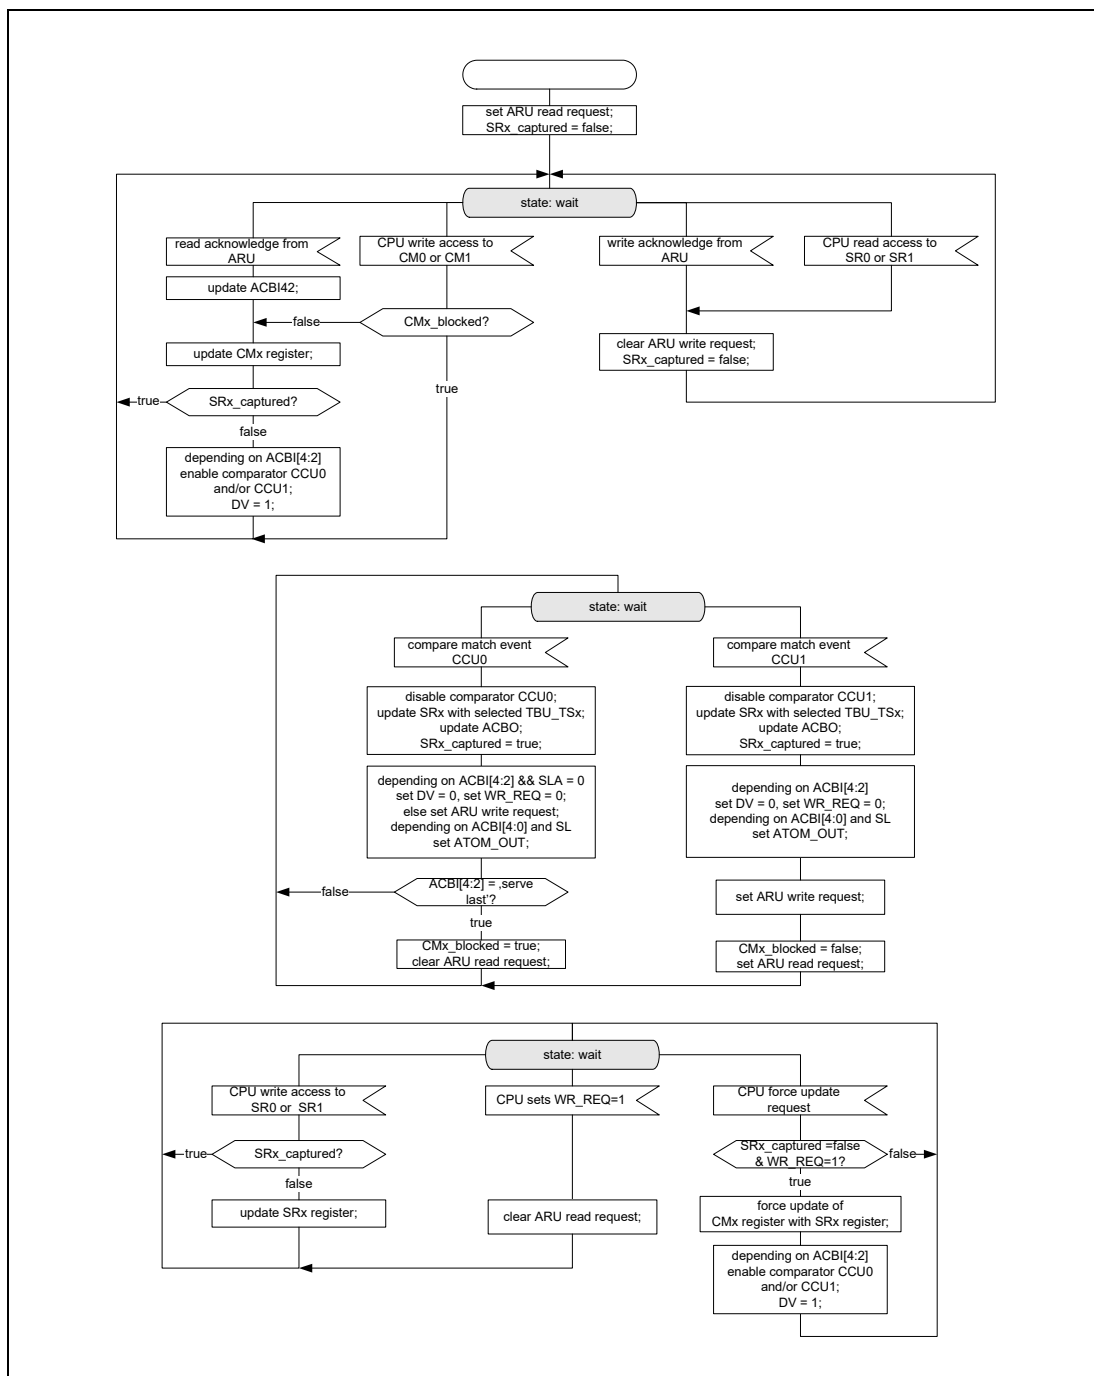 set ARU read request;
SRx_captured = false;
state: wait
read acknowledge from
ARU
CPU write access to
CM0 or CM1
write acknowledge from
ARU
CPU read access to
SR0 or SR1
update ACBI42;
false
CMx_blocked?
update CMx register;
clear ARU write request;
SRx_captured = false;
true
true
SRx_captured?
false
depending on ACBI[4:2]
enable comparator CCU0
and/or CCU1;
DV = 1;
state: wait
compare match event
CCU0
compare match event
CCU1
disable comparator CCU0;
update SRx with selected TBU_TSx;
update ACBO;
SRx_captured = true;
disable comparator CCU1;
update SRx with selected TBU_TSx;
update ACBO;
SRx_captured = true;
depending on ACBI[4:2] && SLA = 0
set DV = 0, set WR_REQ = 0;
else set ARU write request;
depending on ACBI[4:0] and SL
set ATOM_OUT;
depending on ACBI[4:2]
set DV = 0, set WR_REQ = 0;
depending on ACBI[4:0] and SL
set ATOM_OUT;
false
ACBI[4:2] = ‚serve
last'?
set ARU write request;
true
CMx_blocked = true;
clear ARU read request;
CMx_blocked = false;
set ARU read request;
state: wait
CPU write access to
SR0 or SR1
CPU sets WR_REQ=1
CPU force update
request
true
SRx_captured?
SRx_captured =false
& WR_REQ=1?
false
false
true
update SRx register;
clear ARU read request;
force update of
CMx register with SRx register;
depending on ACBI[4:2]
enable comparator CCU0
and/or CCU1;
DV = 1;